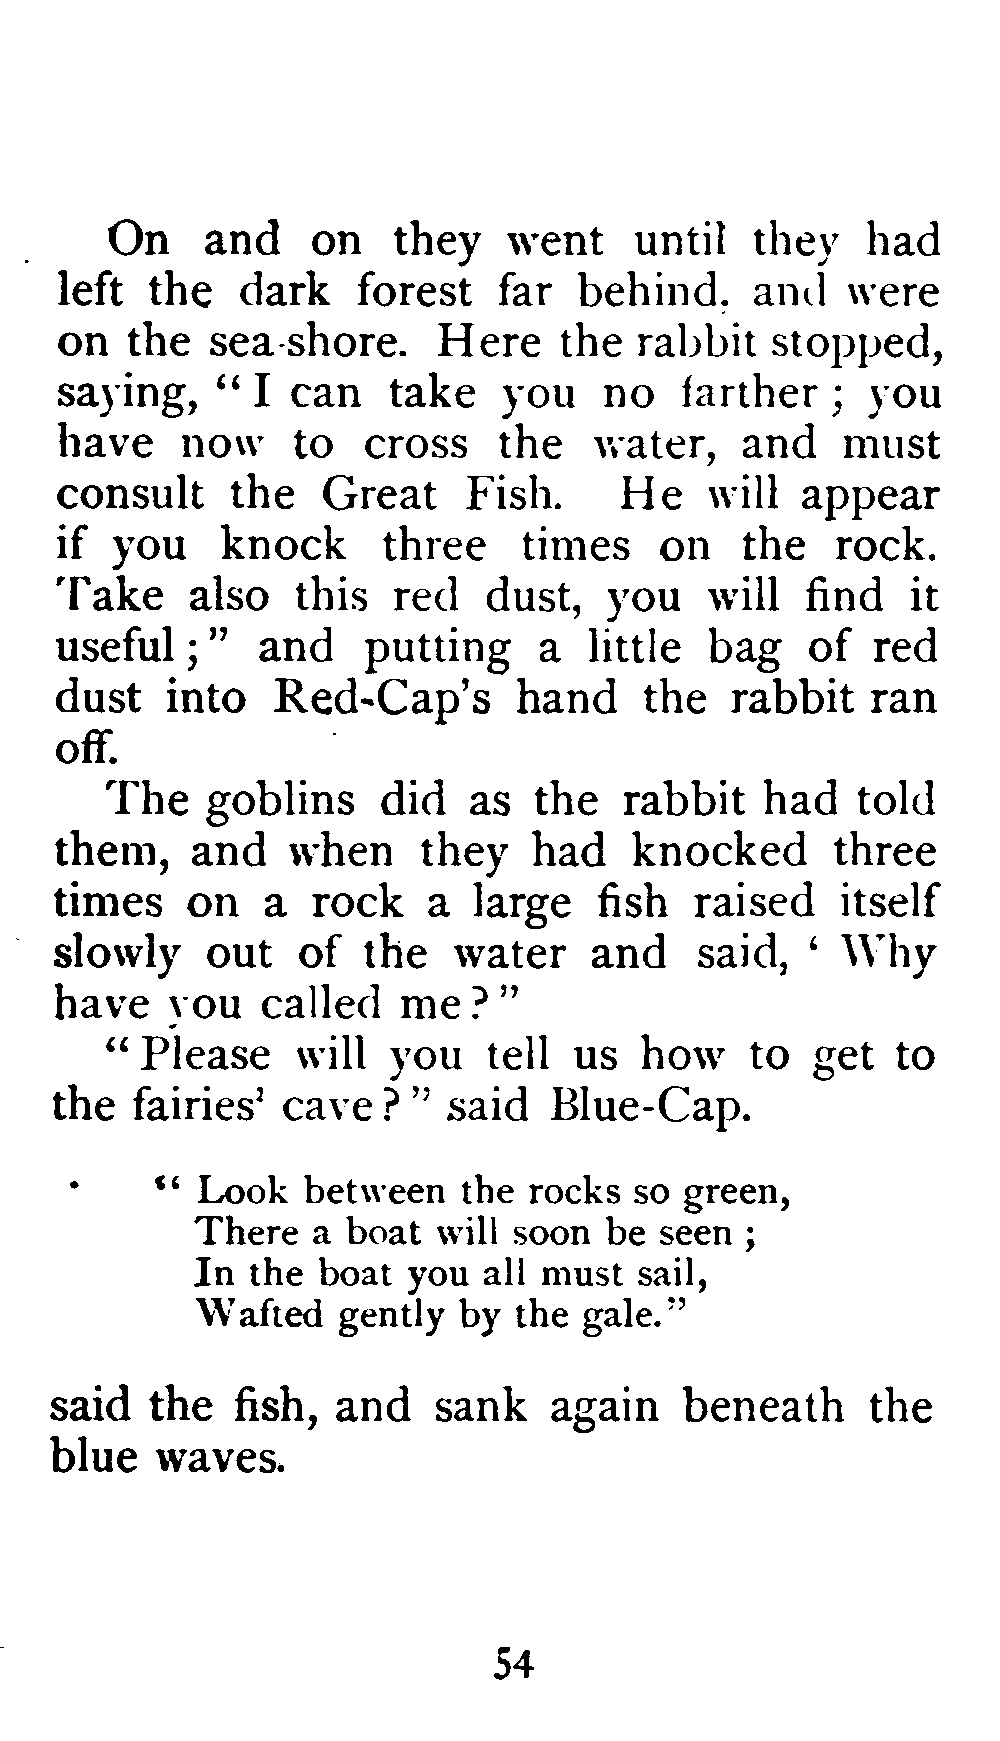 On and on they went until they had
left the dark forest far behind, and were
on the sea-shore. Here the rabbit stopped,
saying, "I can take you no farther; you
have now to cross the water, and must
consult the Great Fish. He will appear
if you knock three times on the rock.
Take also this red dust, you will find it
useful;" and putting a little bag of red
dust into Red-Cap's hand the rabbit ran
off.
The goblins did as the rabbit had told
them, and when they had knocked three
times on a rock a large fish raised itself
slowly out of the water and said, ' Why
have you called me?"
"Please will you tell us how to get to
the fairies' cave?" said Blue-Cap.
"Look between the rocks so green,
There a boat will soon be seen;
In the boat you all must sail,
Wafted gently by the gale."
said the fish, and sank again beneath the
blue waves.
54